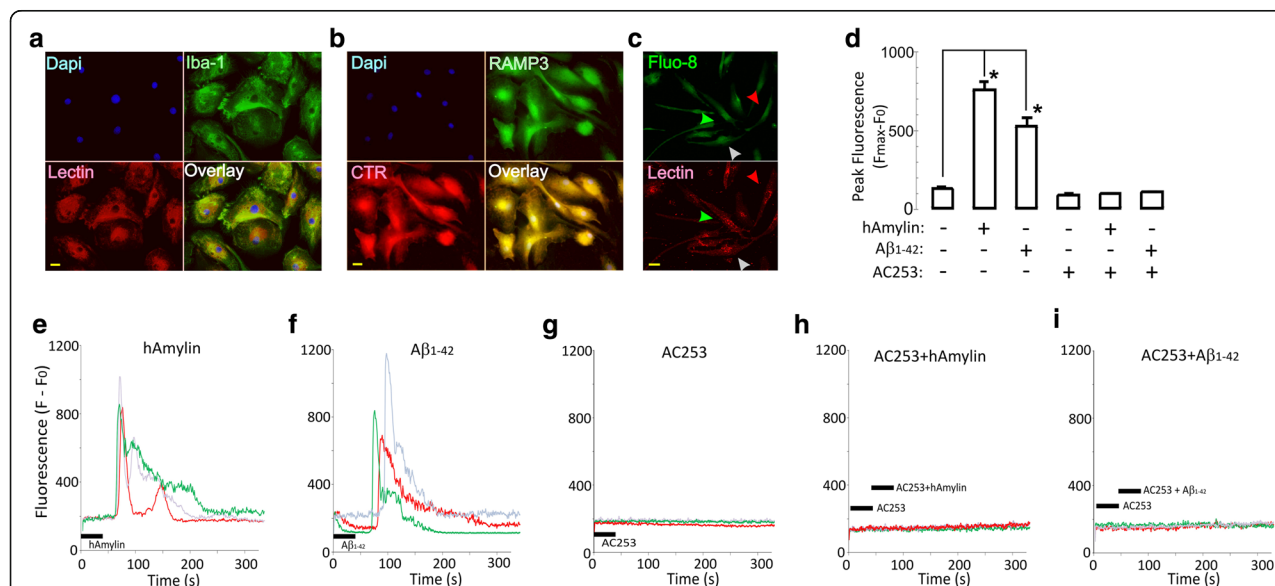 a
Dapi
Iba-1
Lectin
Overlay
b
Dapi
RAMP3
CTR
Overlay
c
Fluo-8
Lectin
d
Peak Fluorescence
(Fmax-Fo)
1000
500
0
*
*
hAmylin: - + - - + -
Aβ1-42: - - + - - +
AC253: - - - + + +
e
hAmylin
Fluorescence (F - Fo)
1200
800
400
0
hAmylin
0 100 200 300
Time (s)
f
Aβ1-42
1200
800
400
0
Aβ1-42
0 100 200 300
Time (s)
g
AC253
1200
800
400
0
AC253
0 100 200 300
Time (s)
h
AC253+hAmylin
1200
800
400
0
AC253+hAmylin
AC253
0 100 200 300
Time (s)
i
AC253+Aβ1-42
1200
800
400
0
AC253 + Aβ1-42
AC253
0 100 200 300
Time (s)